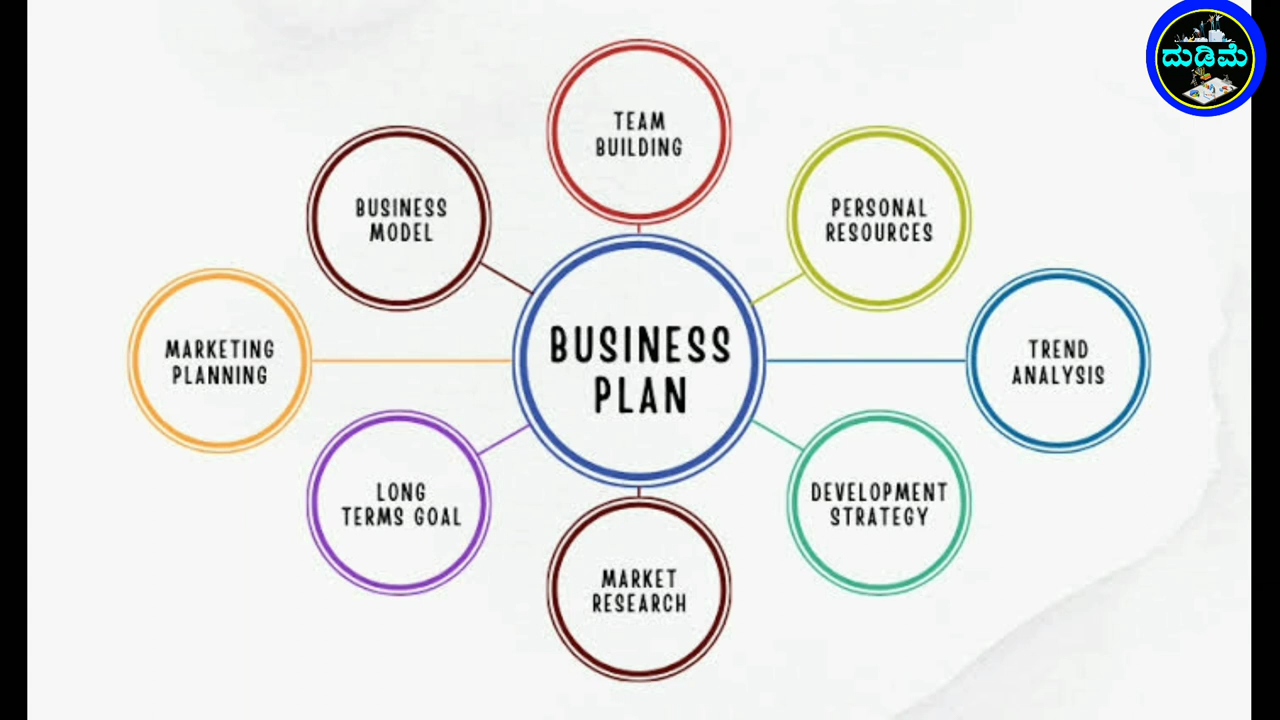 ದುಡಿಮೆ
TEAM
BUILDING
BUSINESS
MODEL
PERSONAL
RESOURCES
MARKETING
PLANNING
BUSINESS
PLAN
TREND
ANALYSIS
LONG
TERMS GOAL
DEVELOPMENT
STRATEGY
MARKET
RESEARCH